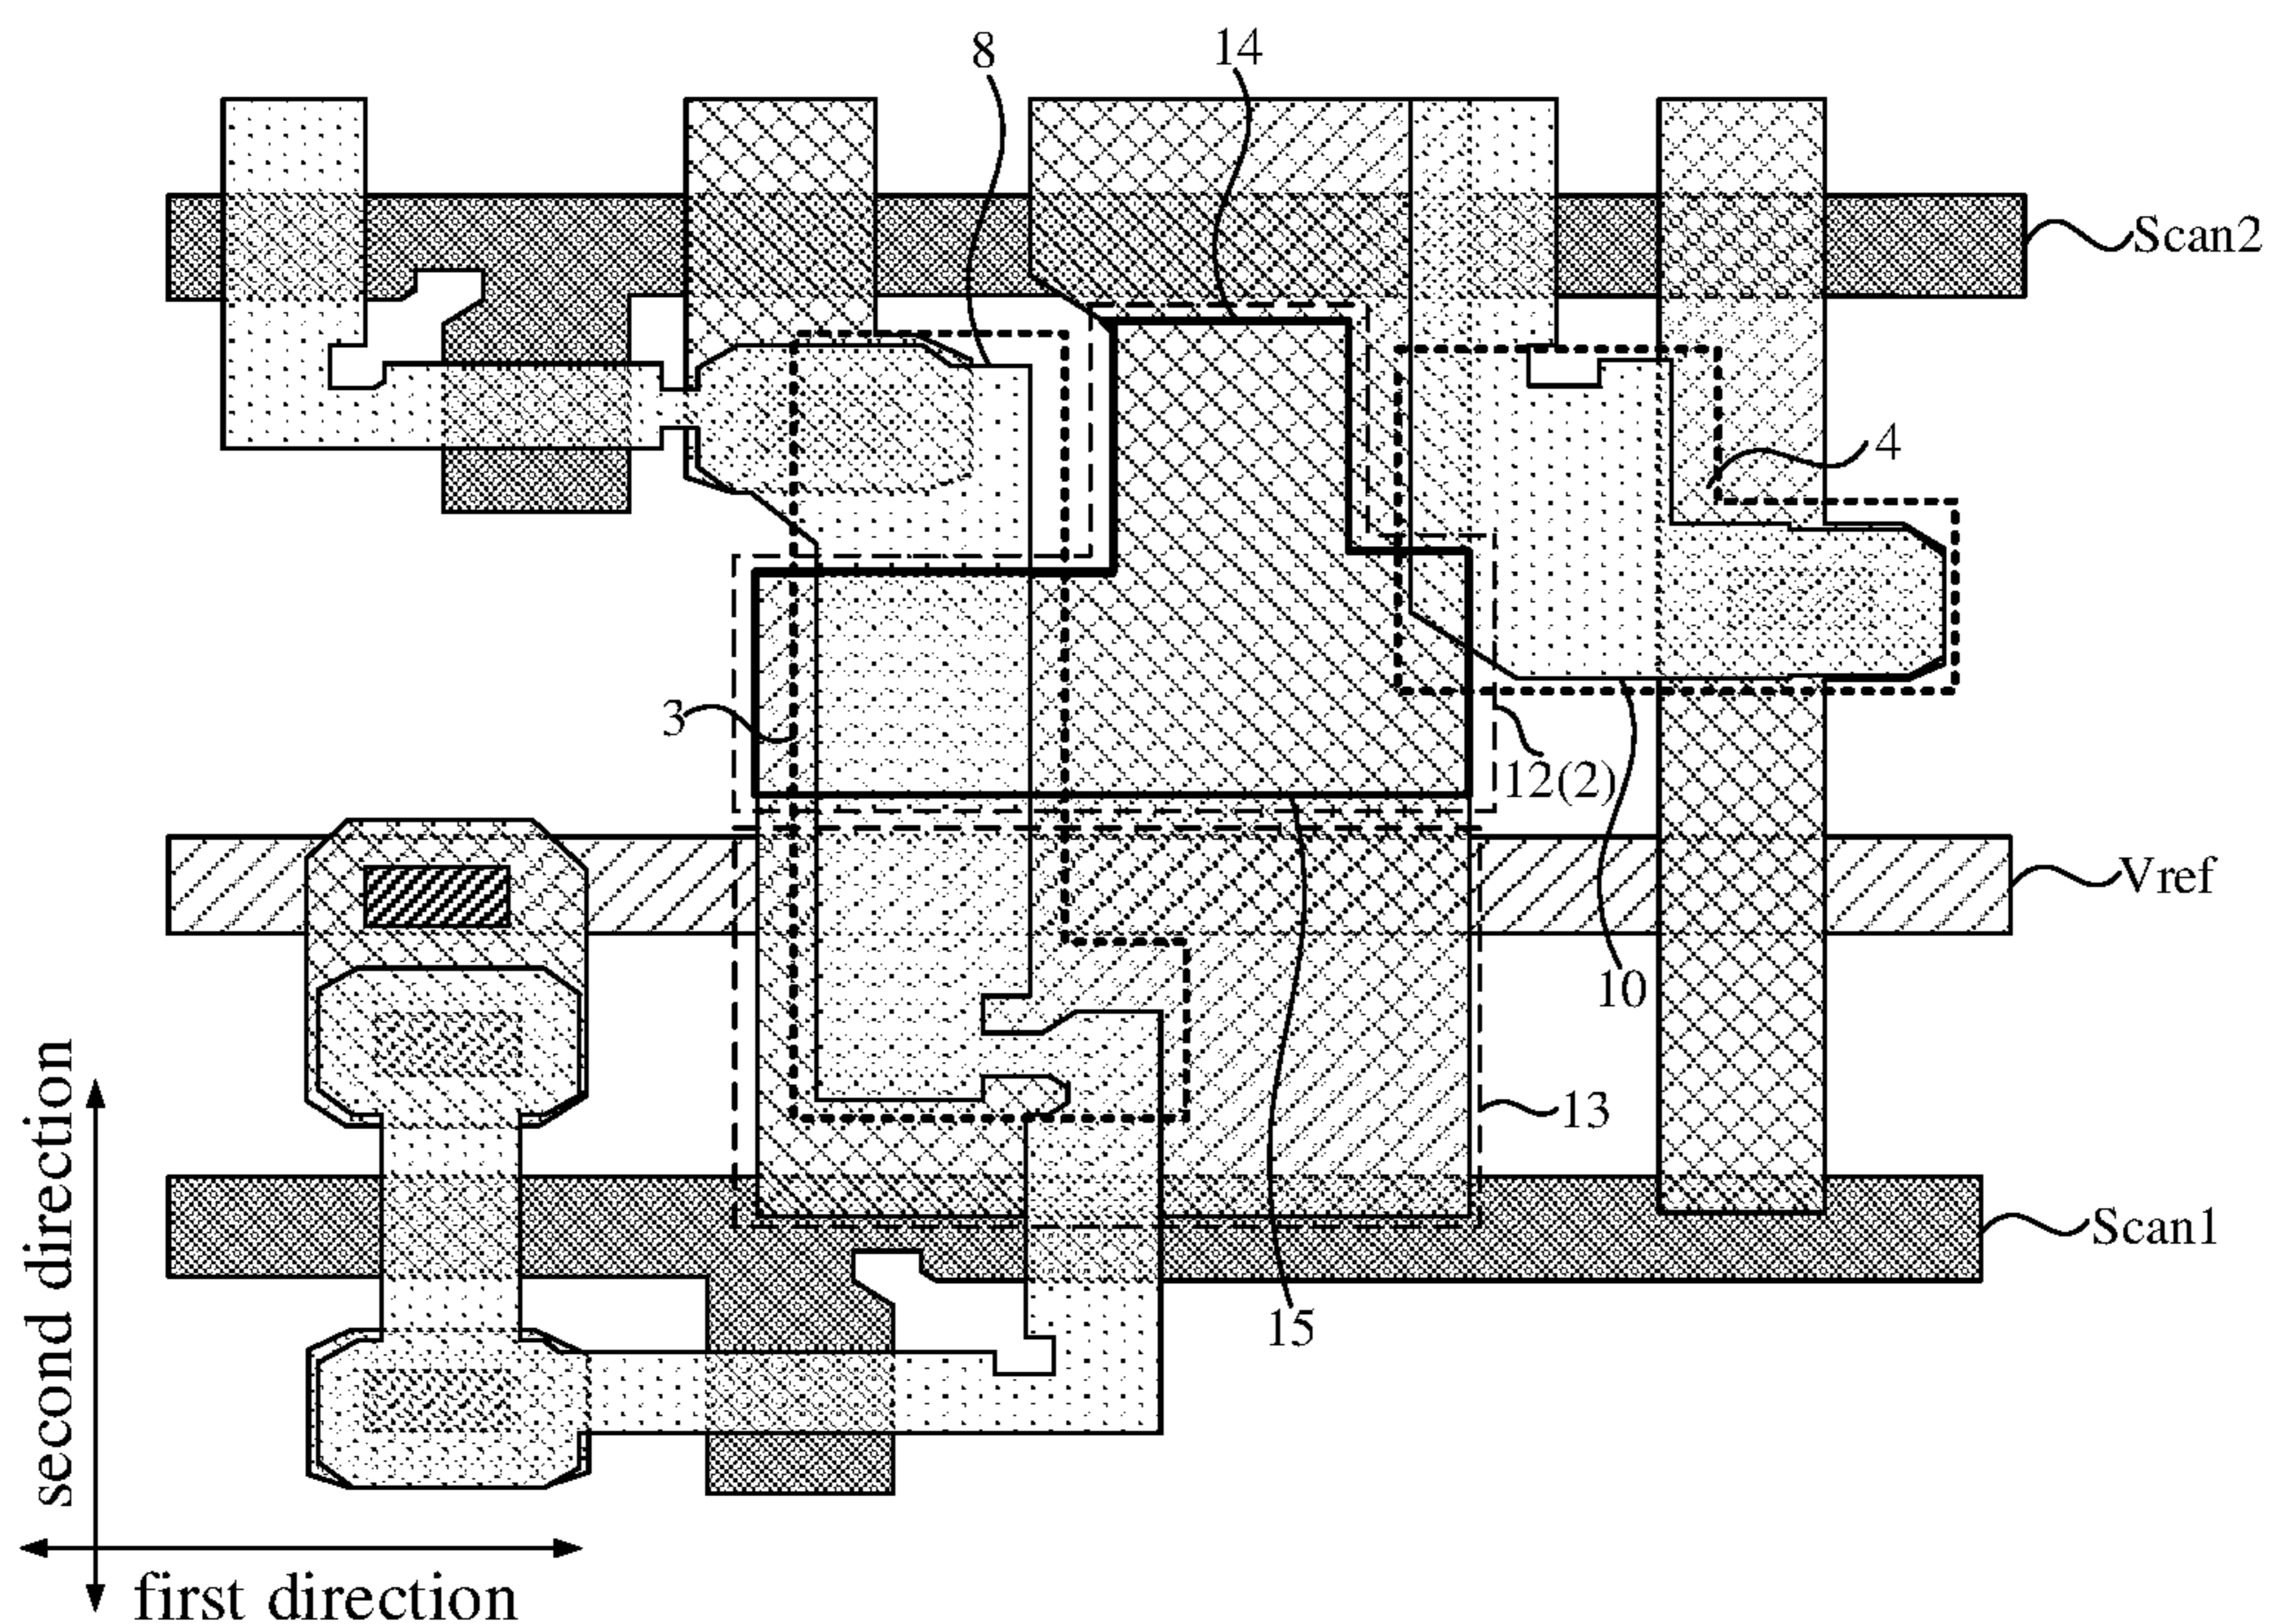 8
14
Scan2
4
3
12(2)
Vref
10
13
Scan1
15
second direction
first direction